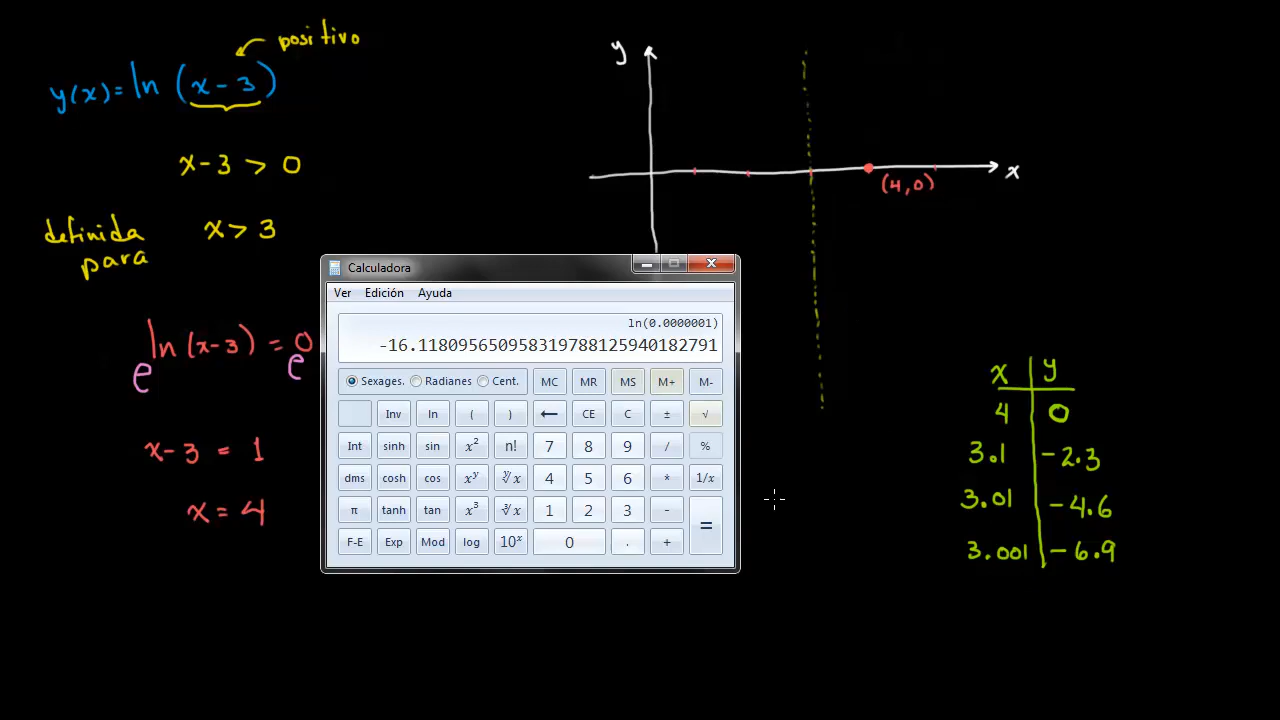 positivo
y(x)=ln (x-3)
x-3 > 0
definida
para
x > 3
ln (x-3) = 0
e e
x-3 = 1
x = 4
y
x
(4,0)
Calculadora
Ver Edición Ayuda
ln(0.0000001)
-16.118095650958319788125940182791
Sexages. Radianes Cent. MC MR MS M+ M-
Inv ln ( ) ← CE C ± √
Int sinh sin x² n! 7 8 9 / %
dms cosh cos xʸ ʸ√x 4 5 6 * 1/x
π tanh tan x³ ³√x 1 2 3 - =
F-E Exp Mod log 10ˣ 0 . +
x y
4 0
3.1 -2.3
3.01 -4.6
3.001 -6.9